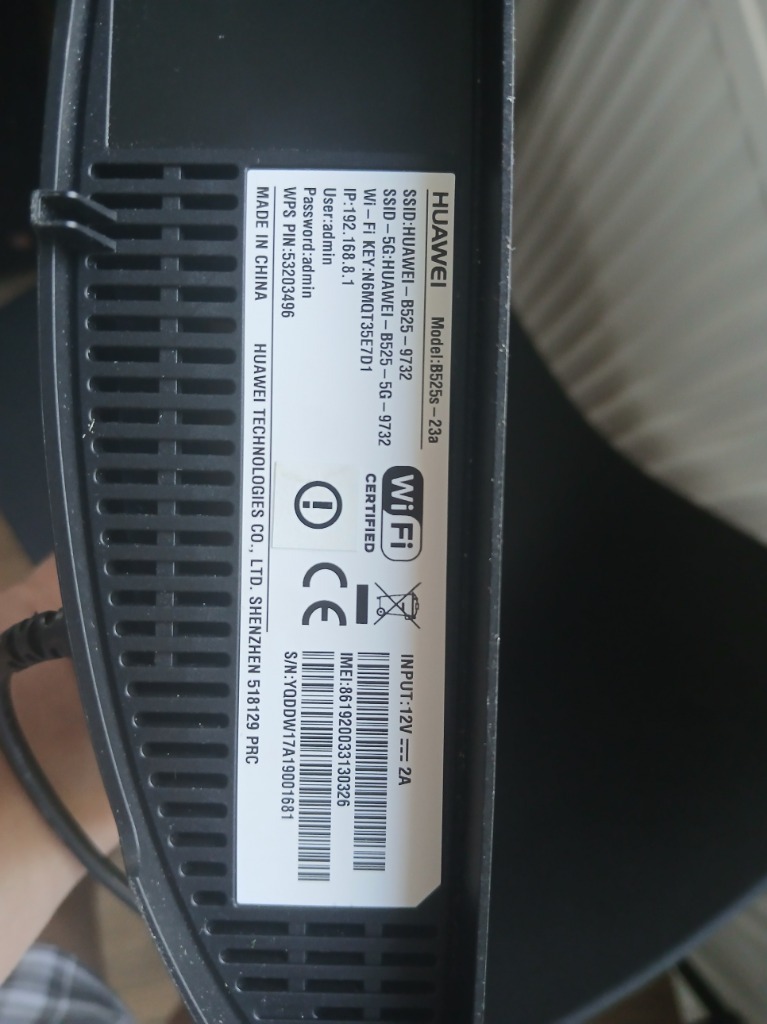 HUAWEI Model:B525s-23a
SSID:HUAWEI-B525-9732
SSID-5G:HUAWEI-B525-5G-9732
Wi-Fi KEY:N6MQT35E7D1
IP:192.168.8.1
User:admin
Password:admin
WPS PIN:53203496
Wi Fi
CERTIFIED
CE
INPUT:12V ⎓ 2A
IMEI:861920033130326
S/N:YQDDW17A19001681
MADE IN CHINA HUAWEI TECHNOLOGIES CO., LTD. SHENZHEN 518129 PRC